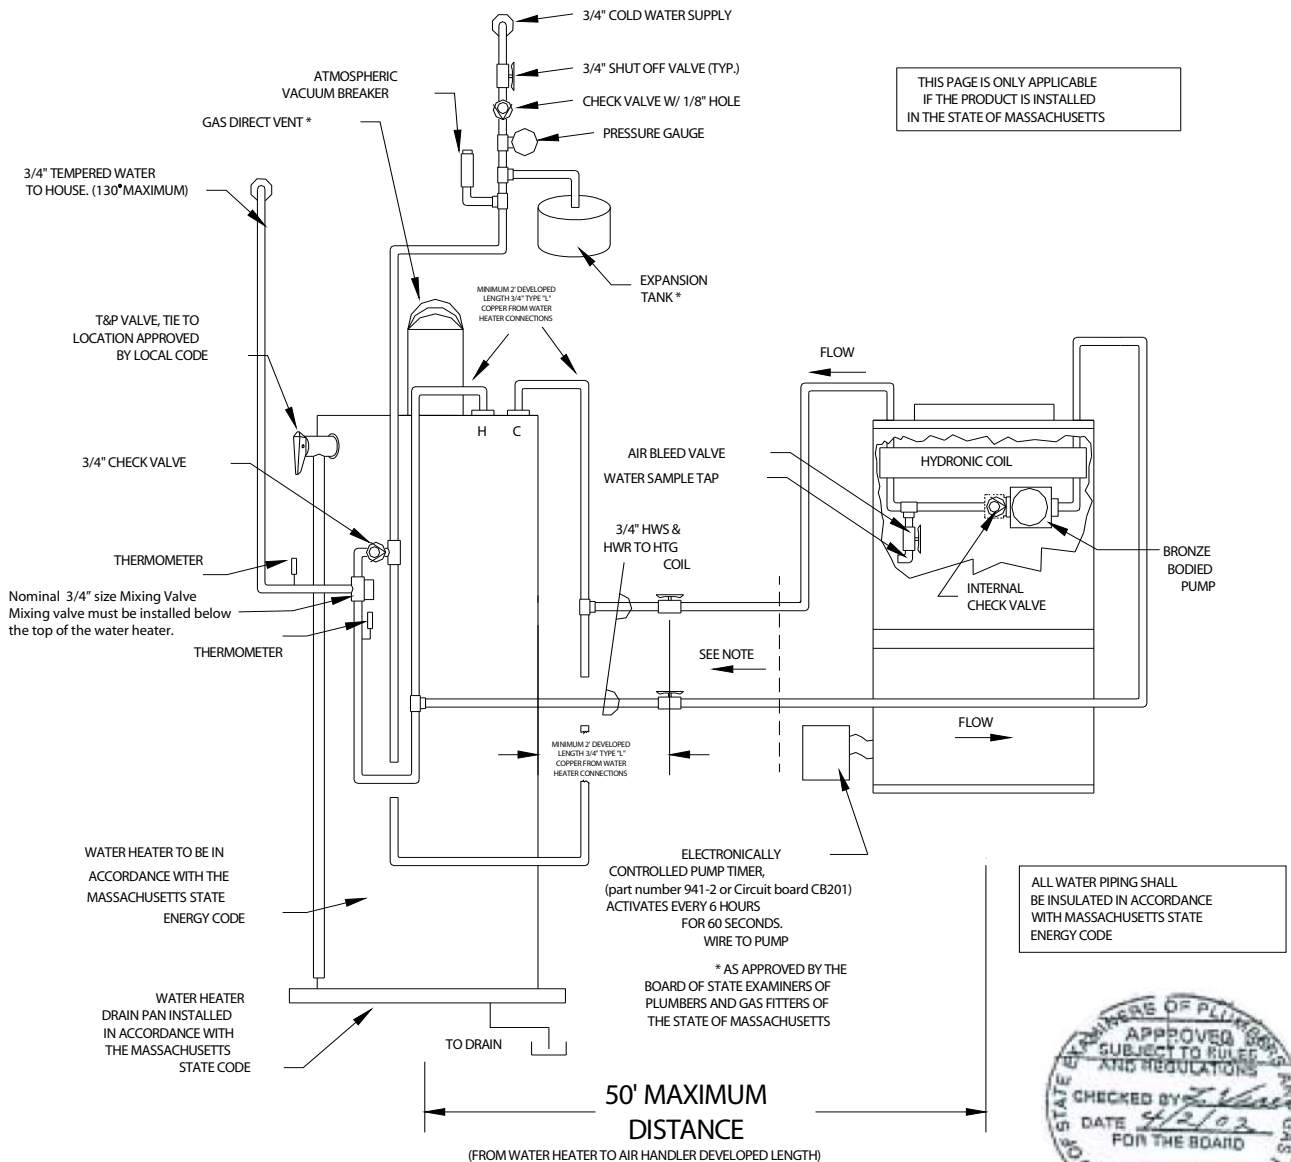 3/4" COLD WATER SUPPLY
3/4" SHUT OFF VALVE (TYP.)
CHECK VALVE W/ 1/8" HOLE
PRESSURE GAUGE
ATMOSPHERIC
VACUUM BREAKER
GAS DIRECT VENT *
THIS PAGE IS ONLY APPLICABLE
IF THE PRODUCT IS INSTALLED
IN THE STATE OF MASSACHUSETTS
3/4" TEMPERED WATER
TO HOUSE. (130° MAXIMUM)
EXPANSION
TANK *
MINIMUM 2' DEVELOPED
LENGTH 3/4" TYPE "L"
COPPER FROM WATER
HEATER CONNECTIONS
T&P VALVE, TIE TO
LOCATION APPROVED
BY LOCAL CODE
FLOW
H C
3/4" CHECK VALVE
AIR BLEED VALVE
WATER SAMPLE TAP
HYDRONIC COIL
3/4" HWS &
HWR TO HTG
COIL
BRONZE
BODIED
PUMP
INTERNAL
CHECK VALVE
THERMOMETER
Nominal 3/4" size Mixing Valve
Mixing valve must be installed below
the top of the water heater.
THERMOMETER
SEE NOTE
FLOW
MINIMUM 2' DEVELOPED
LENGTH 3/4" TYPE "L"
COPPER FROM WATER
HEATER CONNECTIONS
WATER HEATER TO BE IN
ACCORDANCE WITH THE
MASSACHUSETTS STATE
ENERGY CODE
ELECTRONICALLY
CONTROLLED PUMP TIMER,
(part number 941-2 or Circuit board CB201)
ACTIVATES EVERY 6 HOURS
FOR 60 SECONDS.
WIRE TO PUMP
* AS APPROVED BY THE
BOARD OF STATE EXAMINERS OF
PLUMBERS AND GAS FITTERS OF
THE STATE OF MASSACHUSETTS
ALL WATER PIPING SHALL
BE INSULATED IN ACCORDANCE
WITH MASSACHUSETTS STATE
ENERGY CODE
WATER HEATER
DRAIN PAN INSTALLED
IN ACCORDANCE WITH
THE MASSACHUSETTS
STATE CODE
TO DRAIN
50' MAXIMUM
DISTANCE
(FROM WATER HEATER TO AIR HANDLER DEVELOPED LENGTH)
OF STATE EXAMINERS OF PLUMBERS AND GAS
APPROVED
SUBJECT TO RULES
AND REGULATIONS
CHECKED BY
DATE 4/2/02
FOR THE BOARD